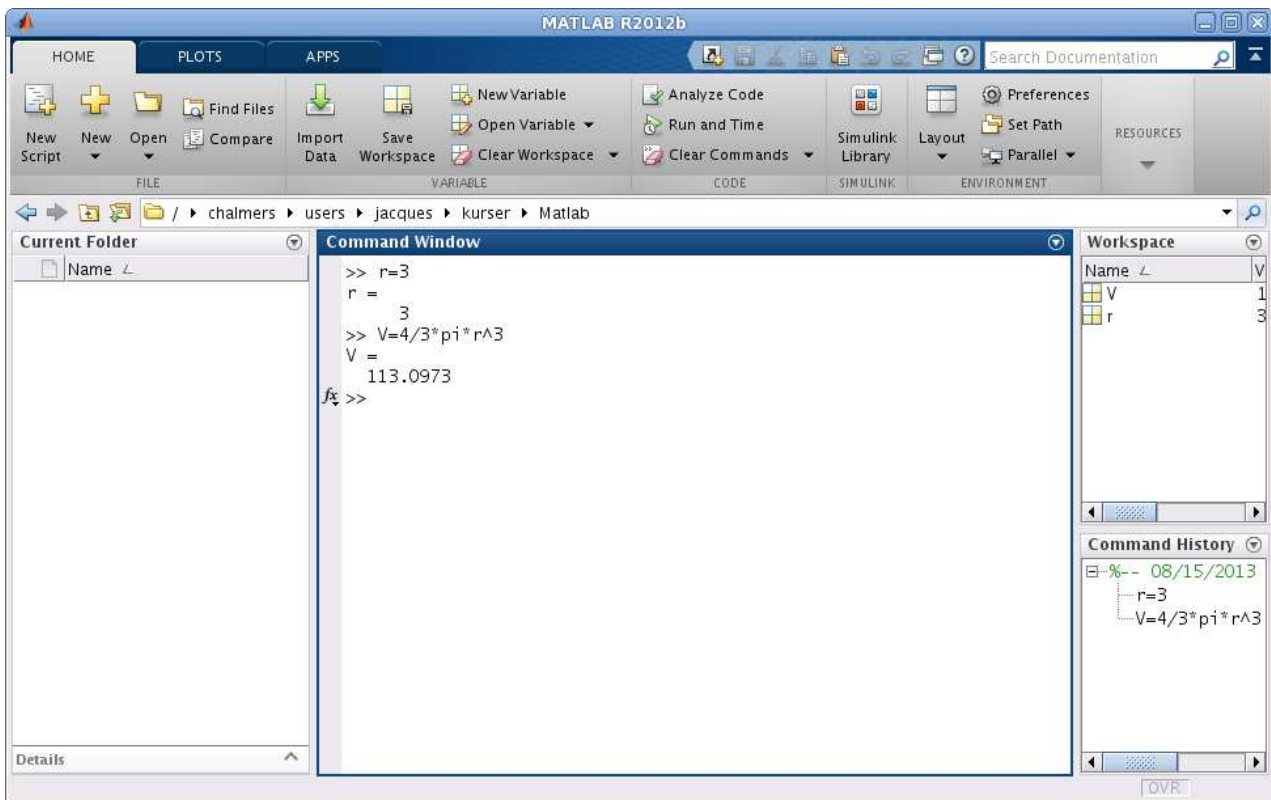 MATLAB R2012b
HOME PLOTS APPS Search Documentation
New Script
New
Open
Find Files
Compare
FILE
Import Data
Save Workspace
New Variable
Open Variable
Clear Workspace
VARIABLE
Analyze Code
Run and Time
Clear Commands
CODE
Simulink Library
SIMULINK
Layout
Preferences
Set Path
Parallel
ENVIRONMENT
RESOURCES
/ chalmers users jacques kurser Matlab
Current Folder
Name
Details
Command Window
>> r=3
r =
3
>> V=4/3*pi*r^3
V =
113.0973
fx >>
Workspace
Name V
V 1
r 3
Command History
%-- 08/15/2013
r=3
V=4/3*pi*r^3
OVR